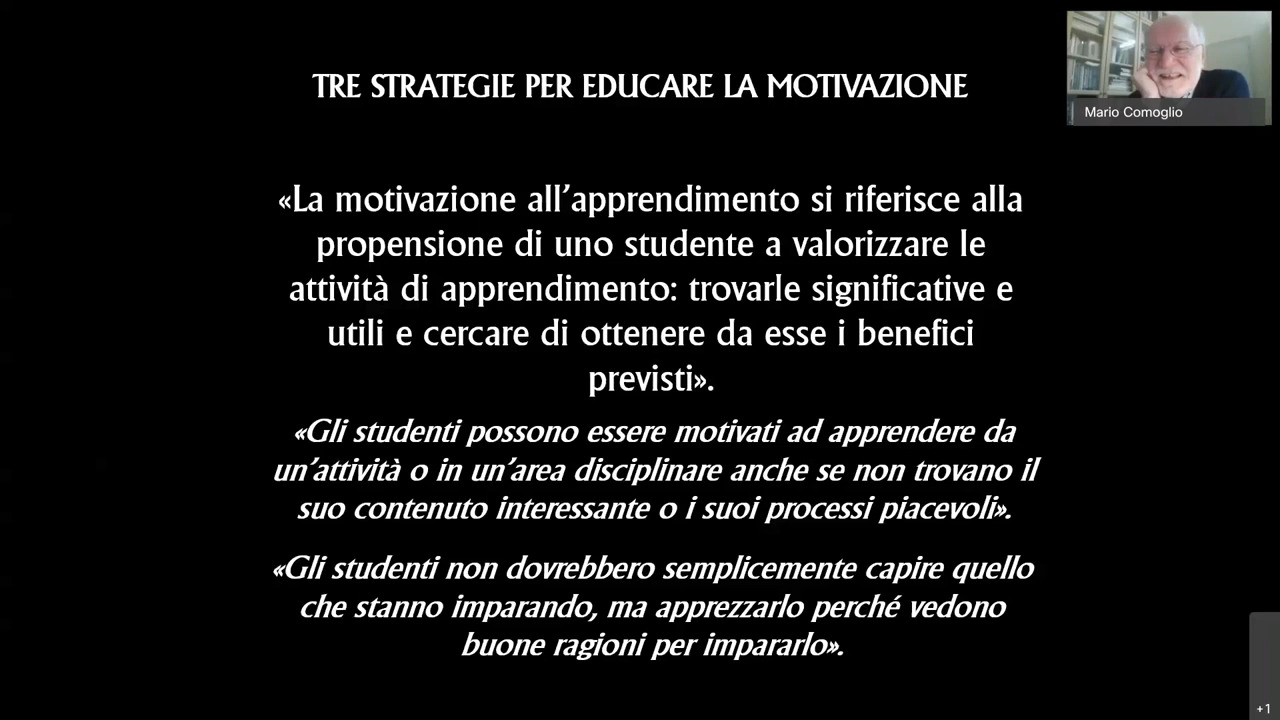 TRE STRATEGIE PER EDUCARE LA MOTIVAZIONE
Mario Comoglio
«La motivazione all’apprendimento si riferisce alla
propensione di uno studente a valorizzare le
attività di apprendimento: trovarle significative e
utili e cercare di ottenere da esse i benefici
previsti».
«Gli studenti possono essere motivati ad apprendere da
un’attività o in un’area disciplinare anche se non trovano il
suo contenuto interessante o i suoi processi piacevoli».
«Gli studenti non dovrebbero semplicemente capire quello
che stanno imparando, ma apprezzarlo perché vedono
buone ragioni per impararlo».
+1